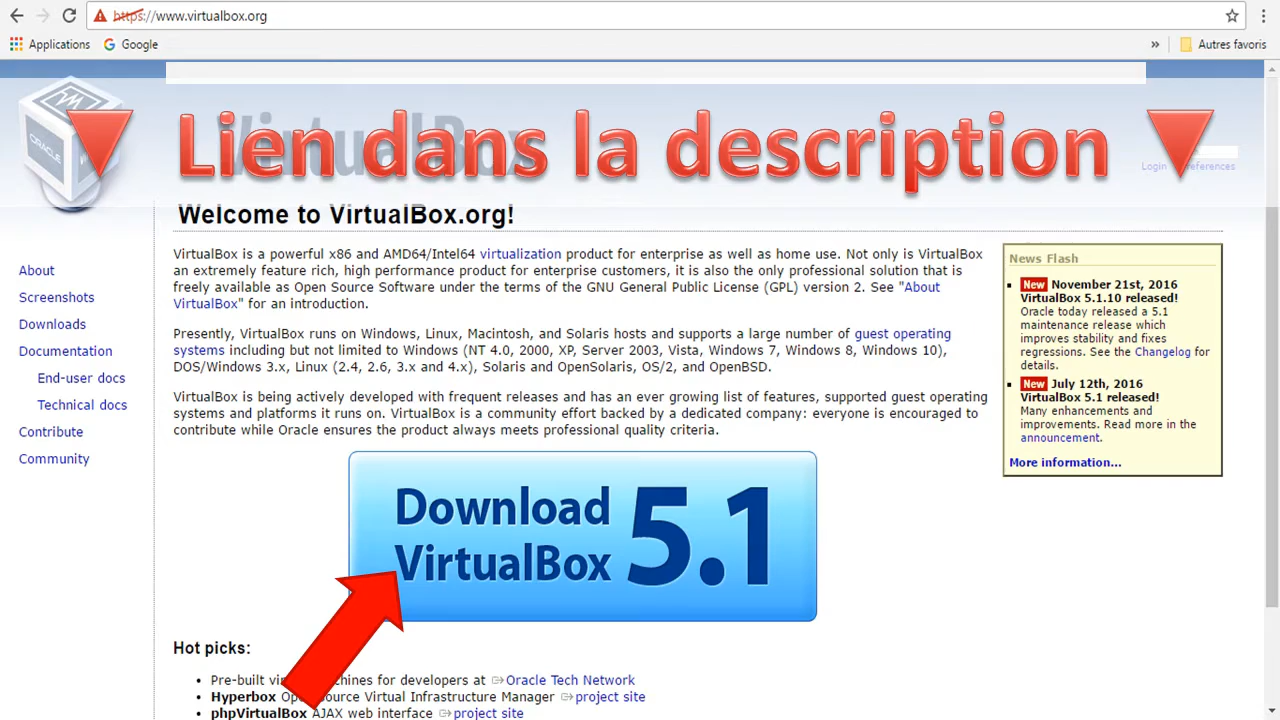 https://www.virtualbox.org
Applications Google » Autres favoris
Lien dans la description
VirtualBox
ORACLE
Login
Welcome to VirtualBox.org!
About
Screenshots
Downloads
Documentation
End-user docs
Technical docs
Contribute
Community
VirtualBox is a powerful x86 and AMD64/Intel64 virtualization product for enterprise as well as home use. Not only is VirtualBox
an extremely feature rich, high performance product for enterprise customers, it is also the only professional solution that is
freely available as Open Source Software under the terms of the GNU General Public License (GPL) version 2. See "About
VirtualBox" for an introduction.
Presently, VirtualBox runs on Windows, Linux, Macintosh, and Solaris hosts and supports a large number of guest operating
systems including but not limited to Windows (NT 4.0, 2000, XP, Server 2003, Vista, Windows 7, Windows 8, Windows 10),
DOS/Windows 3.x, Linux (2.4, 2.6, 3.x and 4.x), Solaris and OpenSolaris, OS/2, and OpenBSD.
VirtualBox is being actively developed with frequent releases and has an ever growing list of features, supported guest operating
systems and platforms it runs on. VirtualBox is a community effort backed by a dedicated company: everyone is encouraged to
contribute while Oracle ensures the product always meets professional quality criteria.
News Flash
New November 21st, 2016
VirtualBox 5.1.10 released!
Oracle today released a 5.1
maintenance release which
improves stability and fixes
regressions. See the Changelog for
details.
New July 12th, 2016
VirtualBox 5.1 released!
Many enhancements and
improvements. Read more in the
announcement.
More information...
Download
VirtualBox 5.1
Hot picks:
Pre-built machines for developers at Oracle Tech Network
Hyperbox Open Source Virtual Infrastructure Manager project site
phpVirtualBox AJAX web interface project site